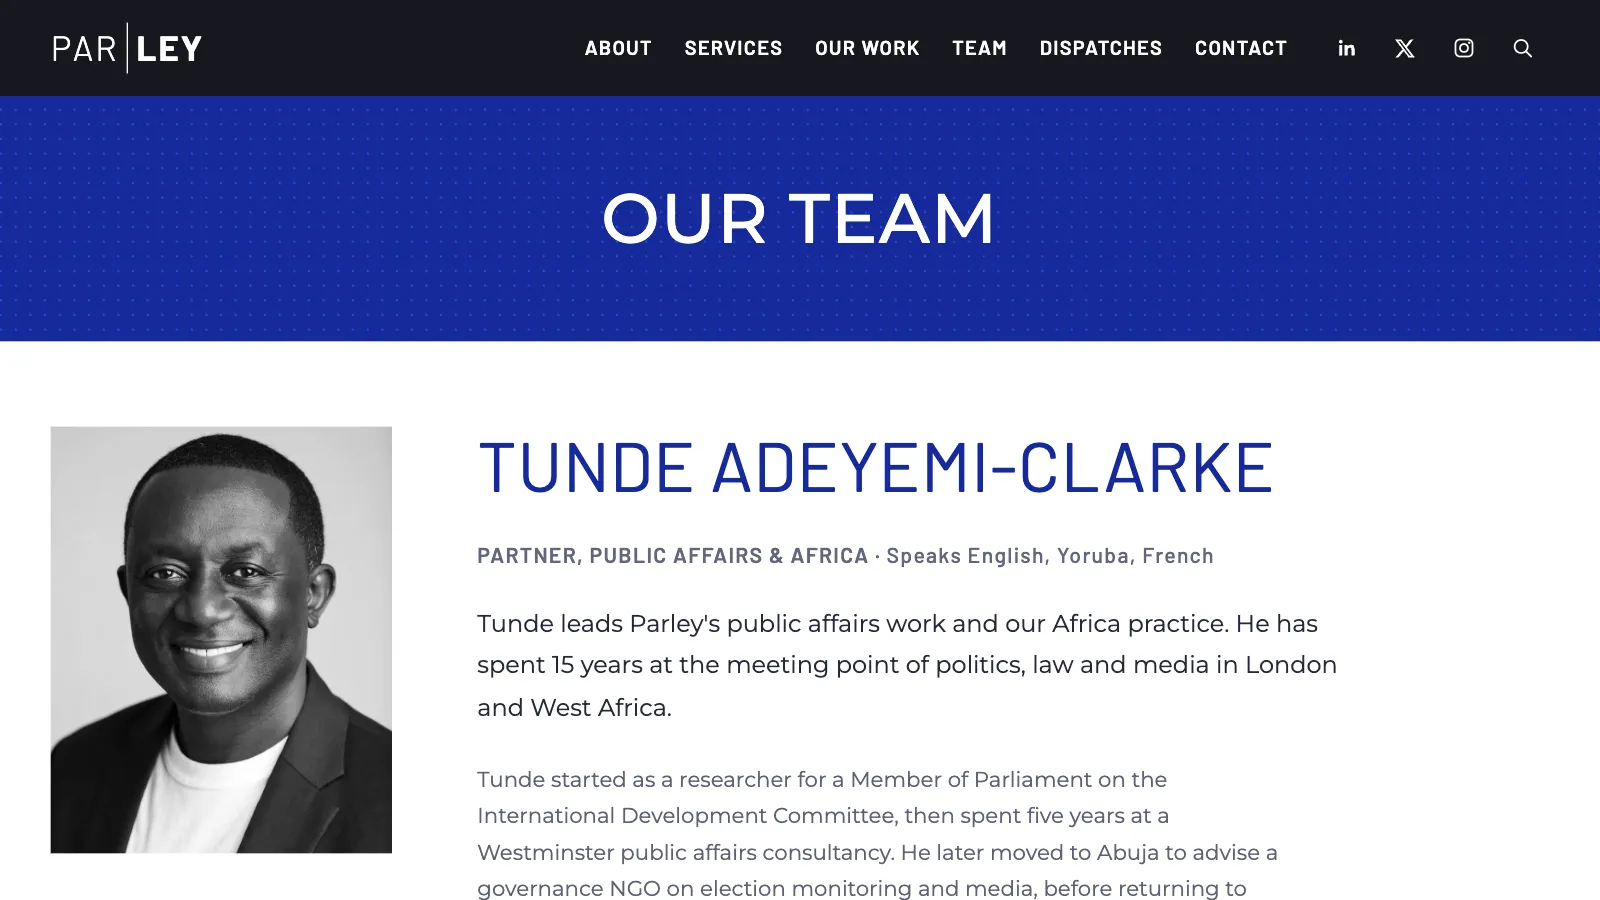 PAR|LEY
ABOUT SERVICES OUR WORK TEAM DISPATCHES CONTACT
OUR TEAM
TUNDE ADEYEMI-CLARKE
PARTNER, PUBLIC AFFAIRS & AFRICA · Speaks English, Yoruba, French
Tunde leads Parley's public affairs work and our Africa practice. He has
spent 15 years at the meeting point of politics, law and media in London
and West Africa.
Tunde started as a researcher for a Member of Parliament on the
International Development Committee, then spent five years at a
Westminster public affairs consultancy. He later moved to Abuja to advise a
governance NGO on election monitoring and media, before returning to